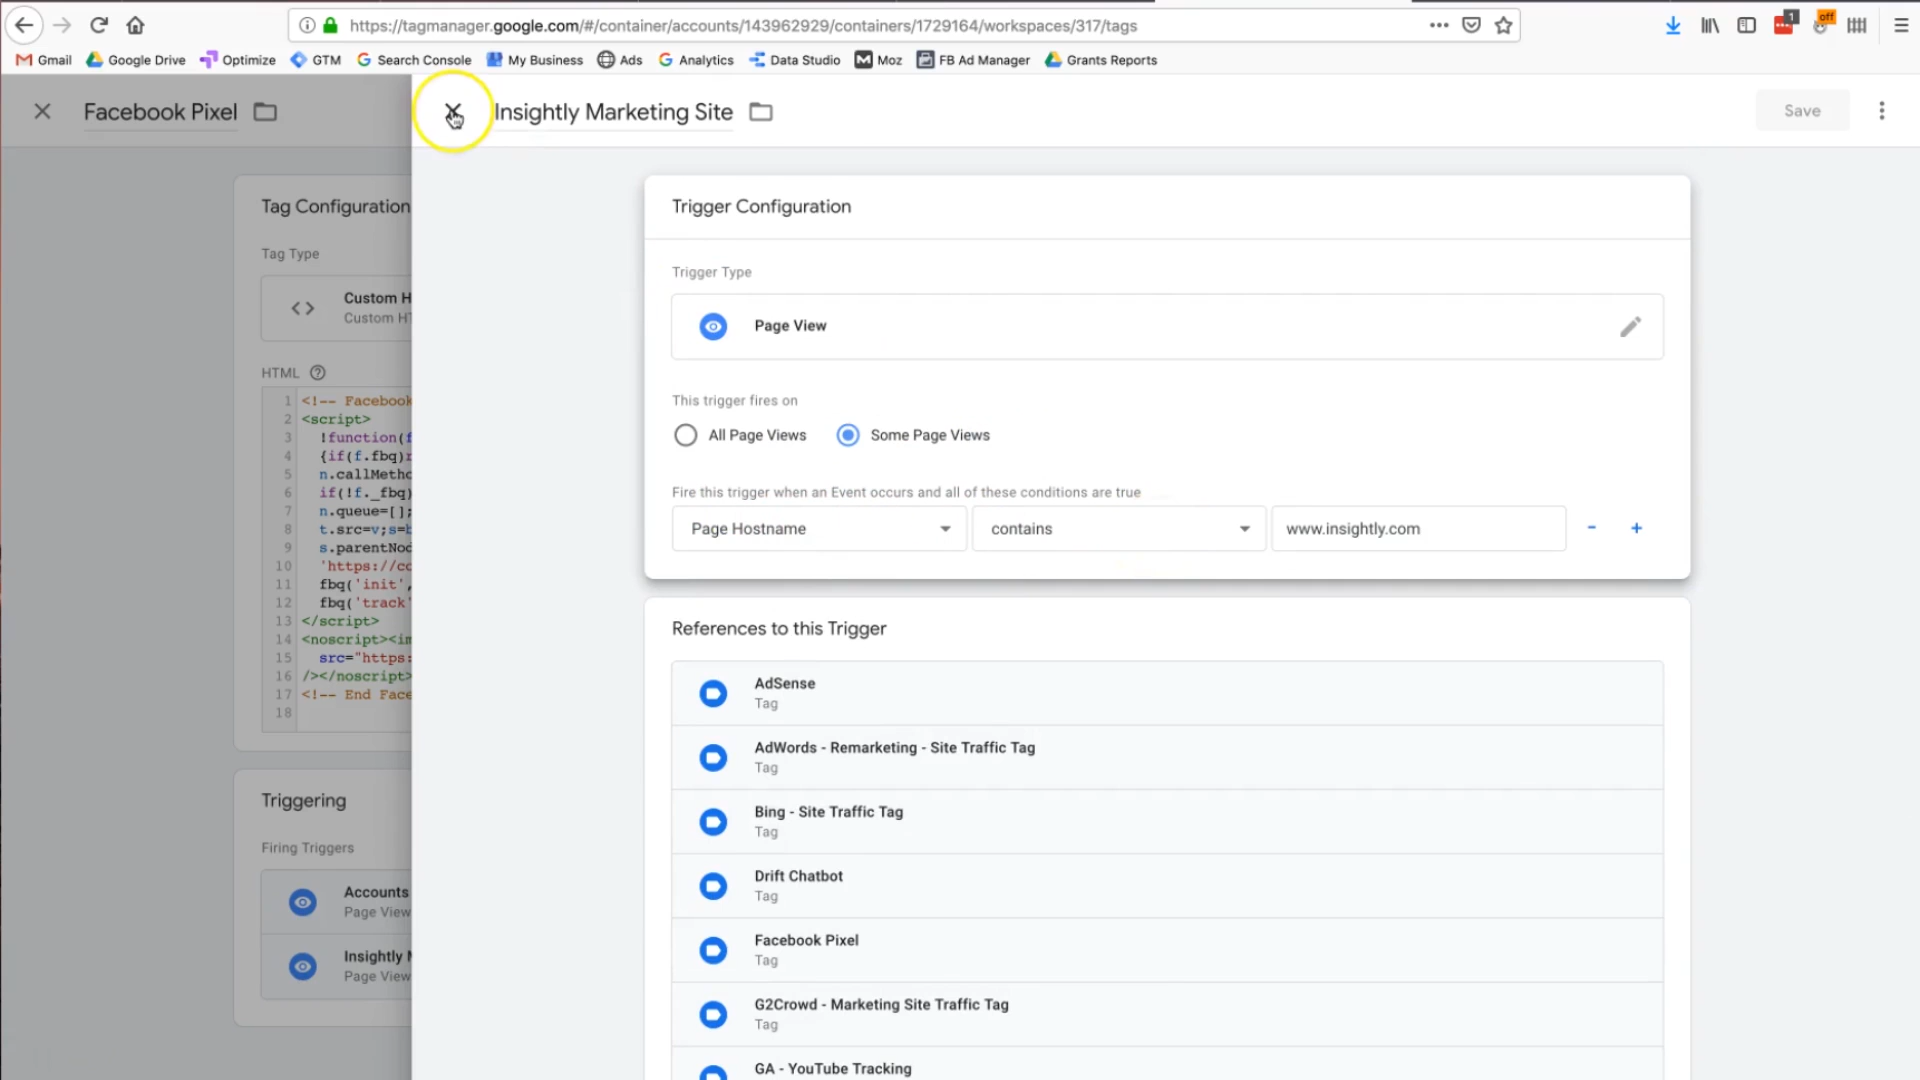 https://tagmanager.google.com/#/container/accounts/143962929/containers/1729164/workspaces/317/tags
1
off
Gmail
Google Drive
Optimize
GTM
Search Console
My Business
Ads
Analytics
Data Studio
Moz
FB Ad Manager
Grants Reports
Facebook Pixel
Tag Configuration
Tag Type
Custom H
Custom HT
HTML
1 <!-- Facebook
2 <script>
3 !function(f
4 {if(f.fbq)r
5 n.callMetho
6 if(!f._fbq)
7 n.queue=[];
8 t.src=v;s=b
9 s.parentNod
10 'https://co
11 fbq('init',
12 fbq('track'
13 </script>
14 <noscript><im
15 src="https:
16 /></noscript>
17 <!-- End Face
18
Triggering
Firing Triggers
Accounts
Page View
Insightly M
Page View
Insightly Marketing Site
Save
Trigger Configuration
Trigger Type
Page View
This trigger fires on
All Page Views
Some Page Views
Fire this trigger when an Event occurs and all of these conditions are true
Page Hostname
contains
www.insightly.com
- +
References to this Trigger
AdSense
Tag
AdWords - Remarketing - Site Traffic Tag
Tag
Bing - Site Traffic Tag
Tag
Drift Chatbot
Tag
Facebook Pixel
Tag
G2Crowd - Marketing Site Traffic Tag
Tag
GA - YouTube Tracking